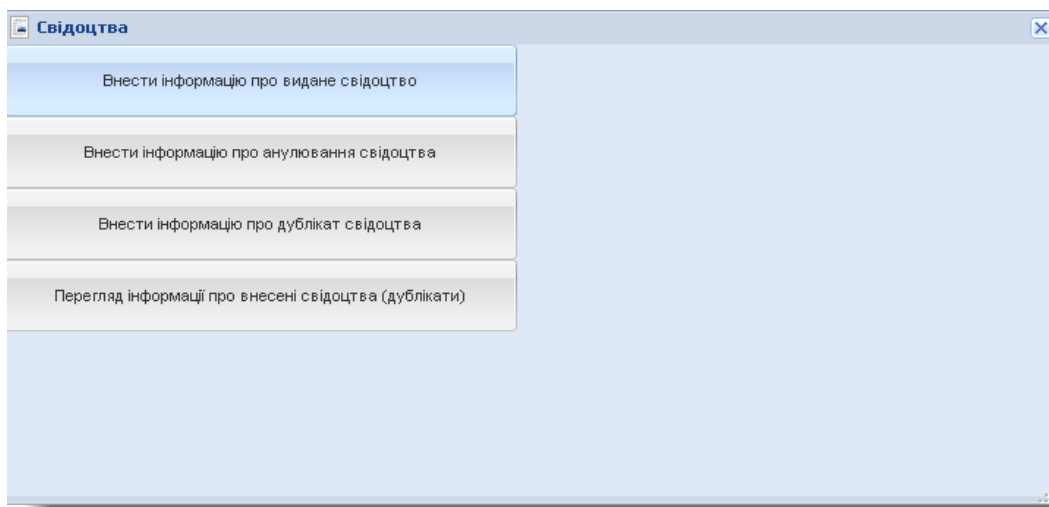 Свідоцтва
Внести інформацію про видане свідоцтво
Внести інформацію про анулювання свідоцтва
Внести інформацію про дублікат свідоцтва
Перегляд інформації про внесені свідоцтва (дублікати)